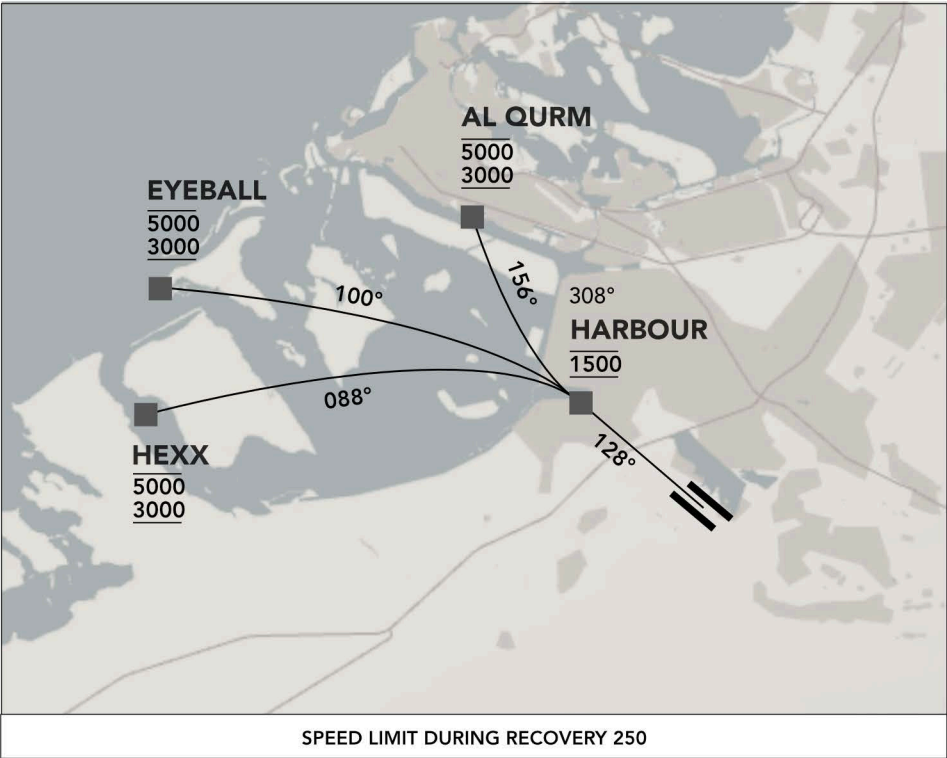 AL QURM
5000
3000
EYEBALL
5000
3000
156°
100°
308°
HARBOUR
1500
088°
128°
HEXX
5000
3000
SPEED LIMIT DURING RECOVERY 250